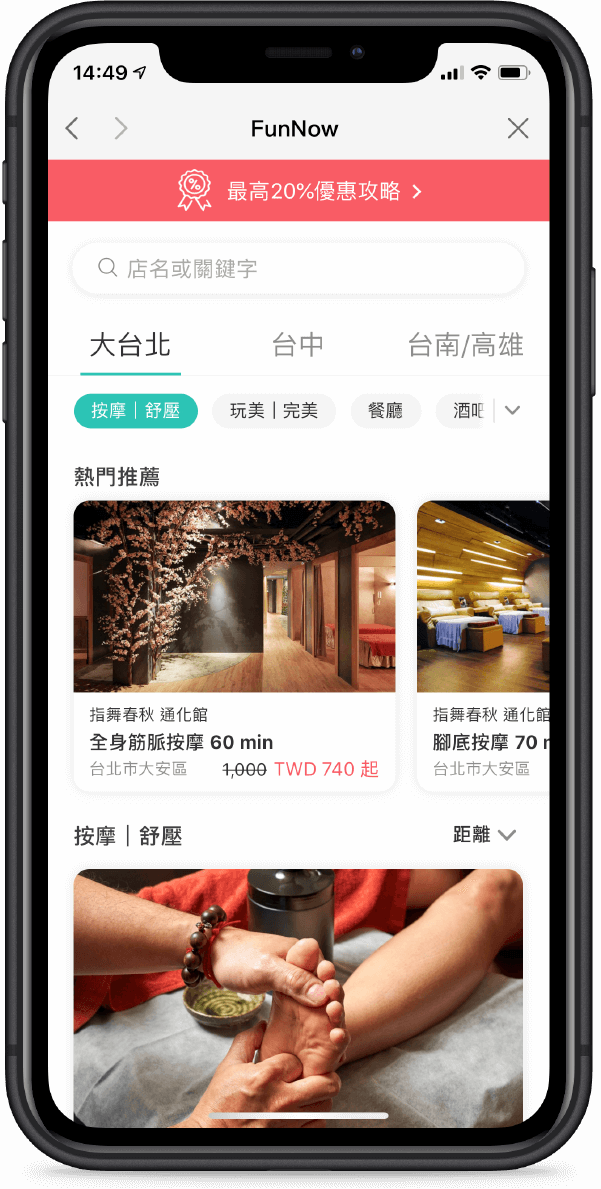 14:49
FunNow
% 最高20%優惠攻略
店名或關鍵字
大台北 台中 台南/高雄
按摩｜舒壓 玩美｜完美 餐廳 酒吧
熱門推薦
指舞春秋 通化館
全身筋脈按摩 60 min
台北市大安區 1,000 TWD 740 起
指舞春秋 通化館
腳底按摩 70
台北市大安區
按摩｜舒壓 距離